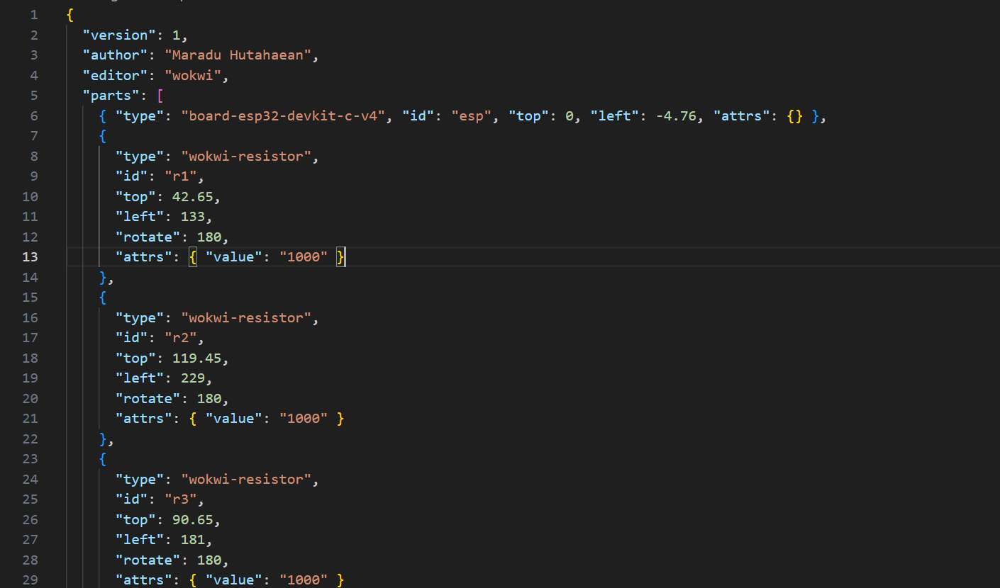 1 {
2 "version": 1,
3 "author": "Maradu Hutahaean",
4 "editor": "wokwi",
5 "parts": [
6 { "type": "board-esp32-devkit-c-v4", "id": "esp", "top": 0, "left": -4.76, "attrs": {} },
7 {
8 "type": "wokwi-resistor",
9 "id": "r1",
10 "top": 42.65,
11 "left": 133,
12 "rotate": 180,
13 "attrs": { "value": "1000" }
14 },
15 {
16 "type": "wokwi-resistor",
17 "id": "r2",
18 "top": 119.45,
19 "left": 229,
20 "rotate": 180,
21 "attrs": { "value": "1000" }
22 },
23 {
24 "type": "wokwi-resistor",
25 "id": "r3",
26 "top": 90.65,
27 "left": 181,
28 "rotate": 180,
29 "attrs": { "value": "1000" }